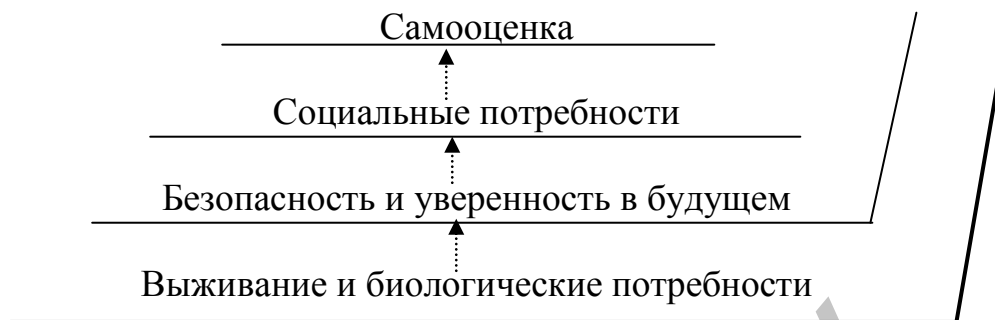 Самооценка
Социальные потребности
Безопасность и уверенность в будущем
Выживание и биологические потребности